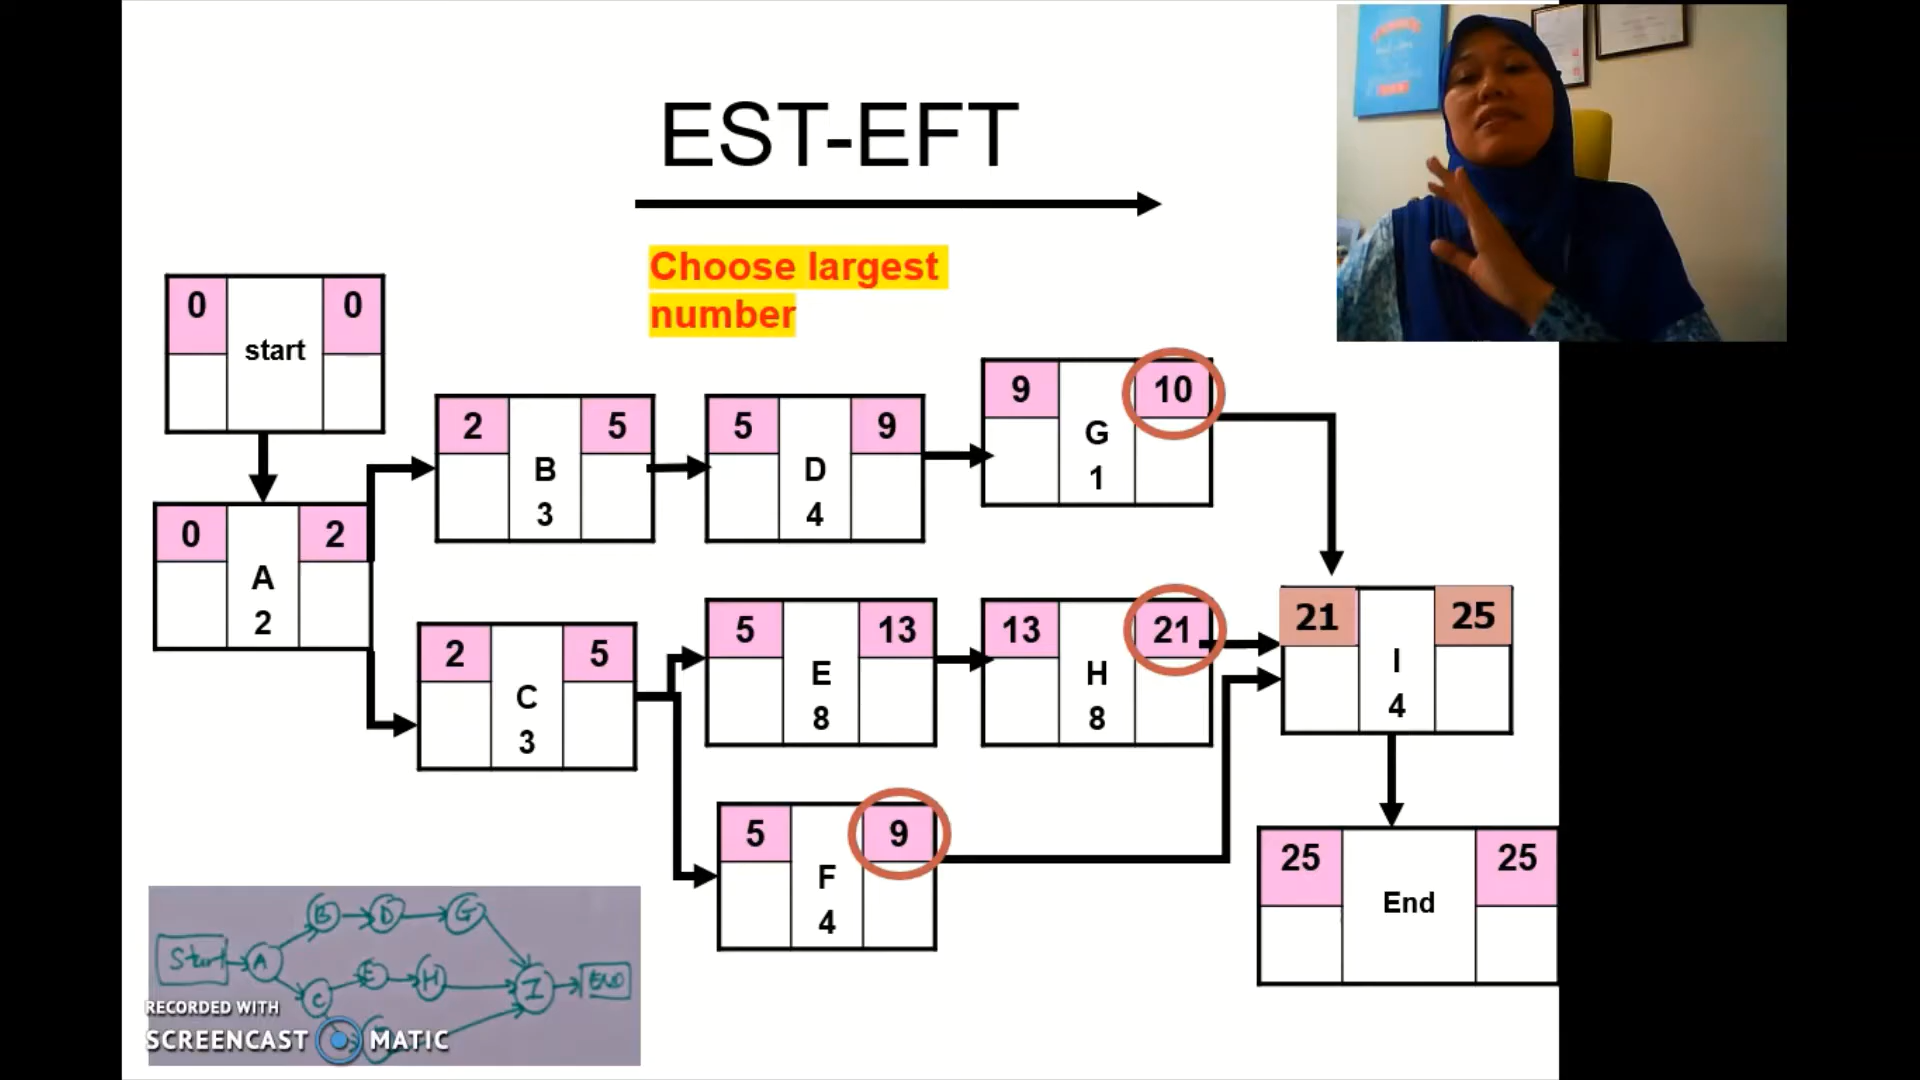 EST-EFT
Choose largest
number
0 start 0
0 A 2
2
2 B 5
3
5 D 9
4
9 G 10
1
2 C 5
3
5 E 13
8
13 H 21
8
21 I 25
4
5 F 9
4
25 End 25
Start A B D G
C E H I END
RECORDED WITH
SCREENCAST MATIC